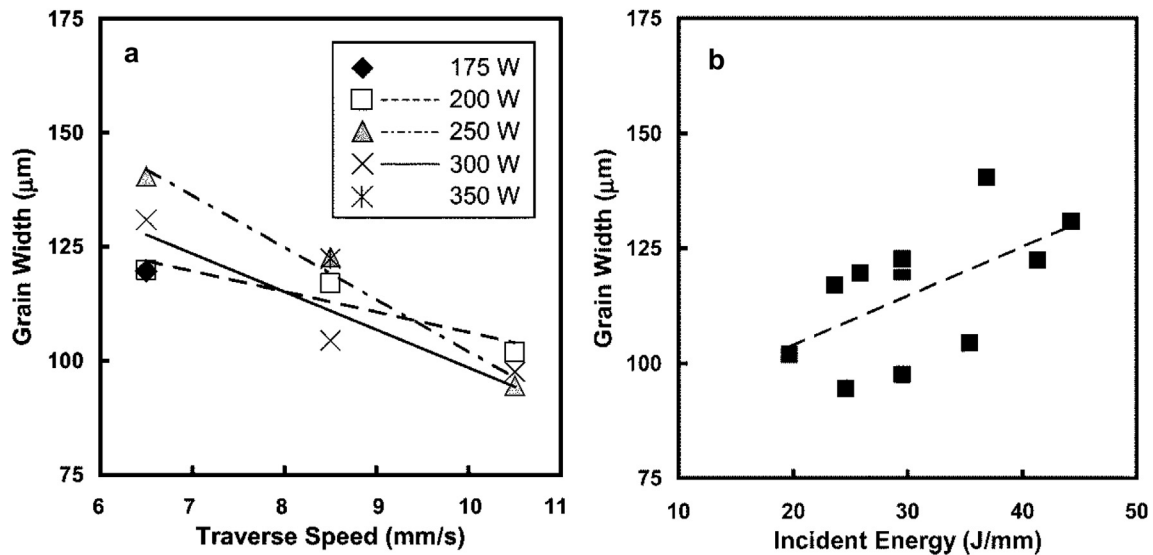 a
175 W
200 W
250 W
300 W
350 W
175
150
125
100
75
Grain Width (μm)
6 7 8 9 10 11
Traverse Speed (mm/s)
b
175
150
125
100
75
Grain Width (μm)
10 20 30 40 50
Incident Energy (J/mm)